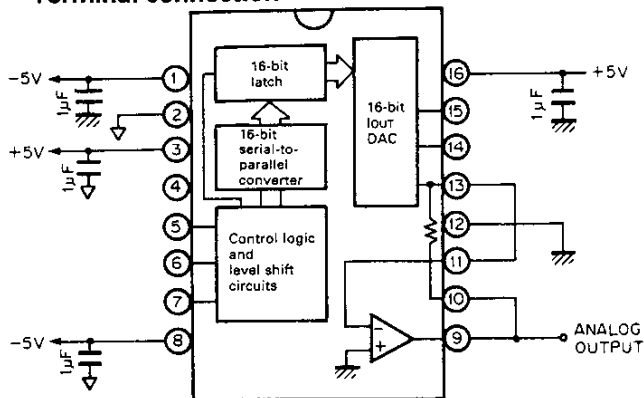 Terminal connection
-5V
1
1µF
2
+5V
3
1µF
4
5
6
7
-5V
8
1µF
16-bit
latch
16-bit
serial-to-
parallel
converter
Control logic
and
level shift
circuits
16-bit
IOUT
DAC
-
+
16
+5V
1µF
15
14
13
12
11
10
9
ANALOG
OUTPUT